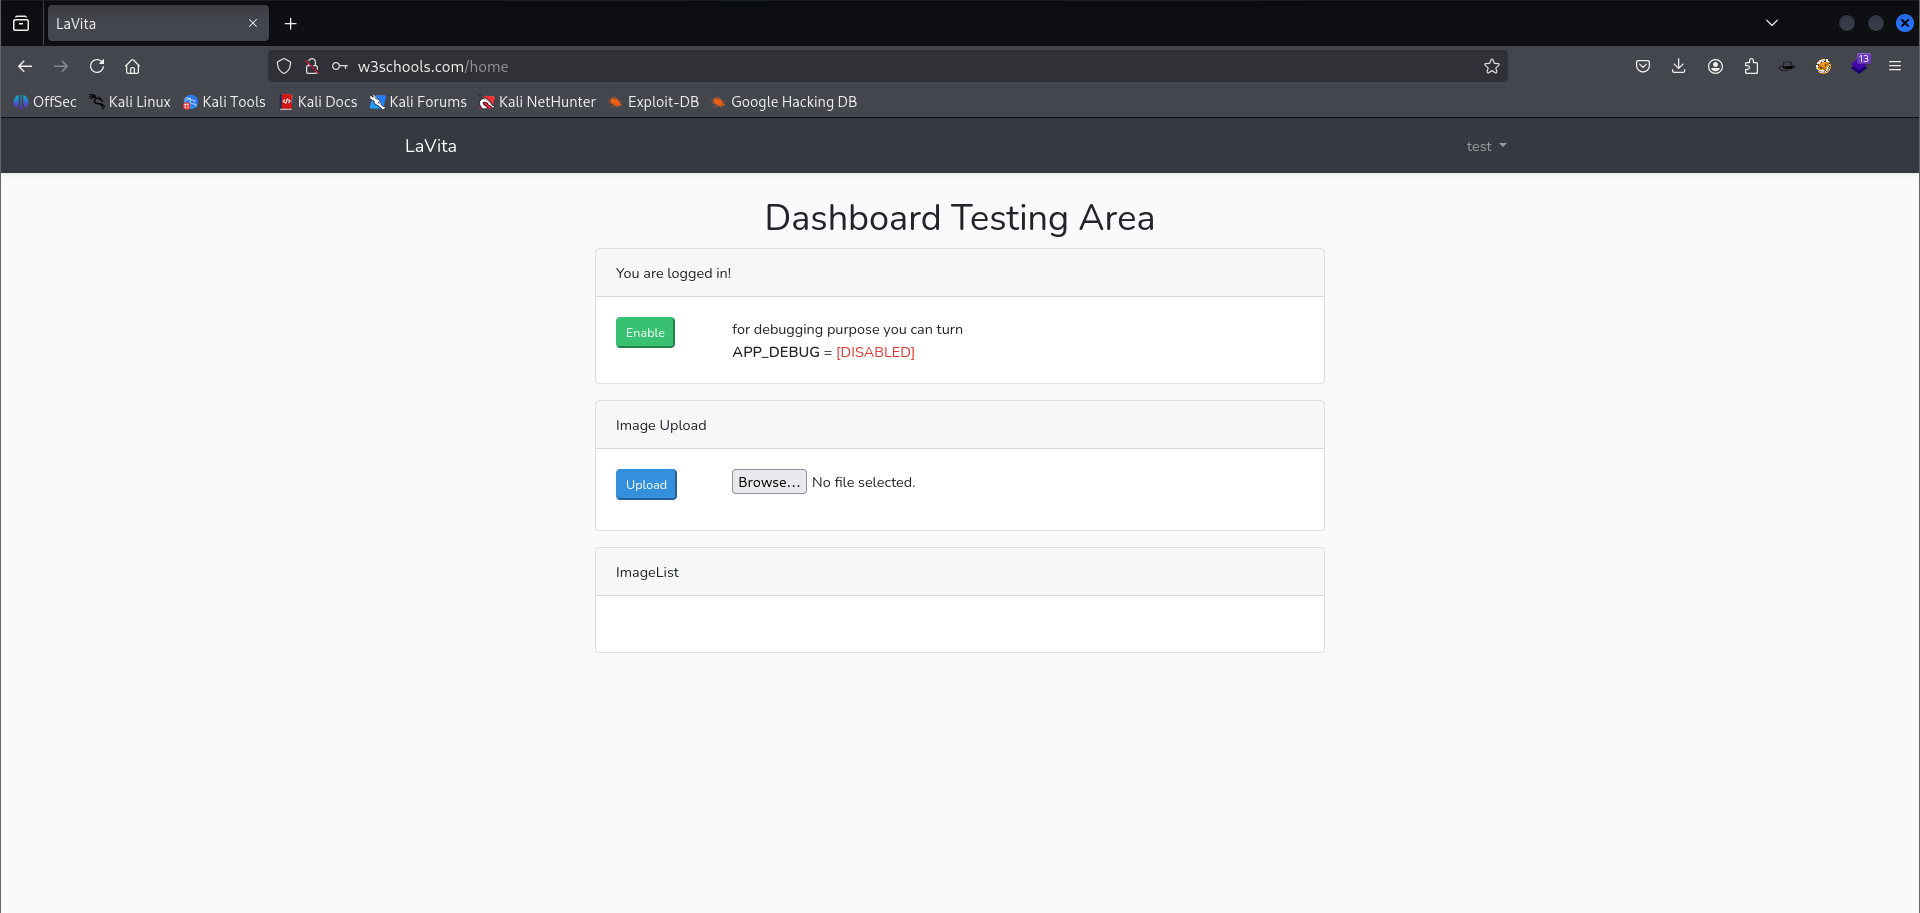 LaVita
w3schools.com/home
13
OffSec Kali Linux Kali Tools Kali Docs Kali Forums Kali NetHunter Exploit-DB Google Hacking DB
LaVita test
Dashboard Testing Area
You are logged in!
Enable for debugging purpose you can turn
APP_DEBUG = [DISABLED]
Image Upload
Upload Browse... No file selected.
ImageList